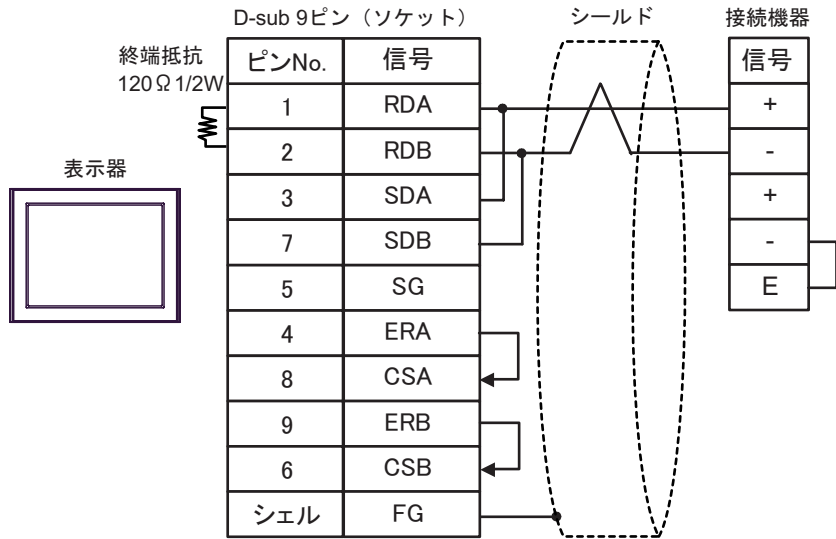 D-sub 9ピン（ソケット）
シールド
接続機器
終端抵抗
120Ω 1/2W
表示器
ピンNo. 信号
1 RDA
2 RDB
3 SDA
7 SDB
5 SG
4 ERA
8 CSA
9 ERB
6 CSB
シェル FG
信号
+
-
+
-
E